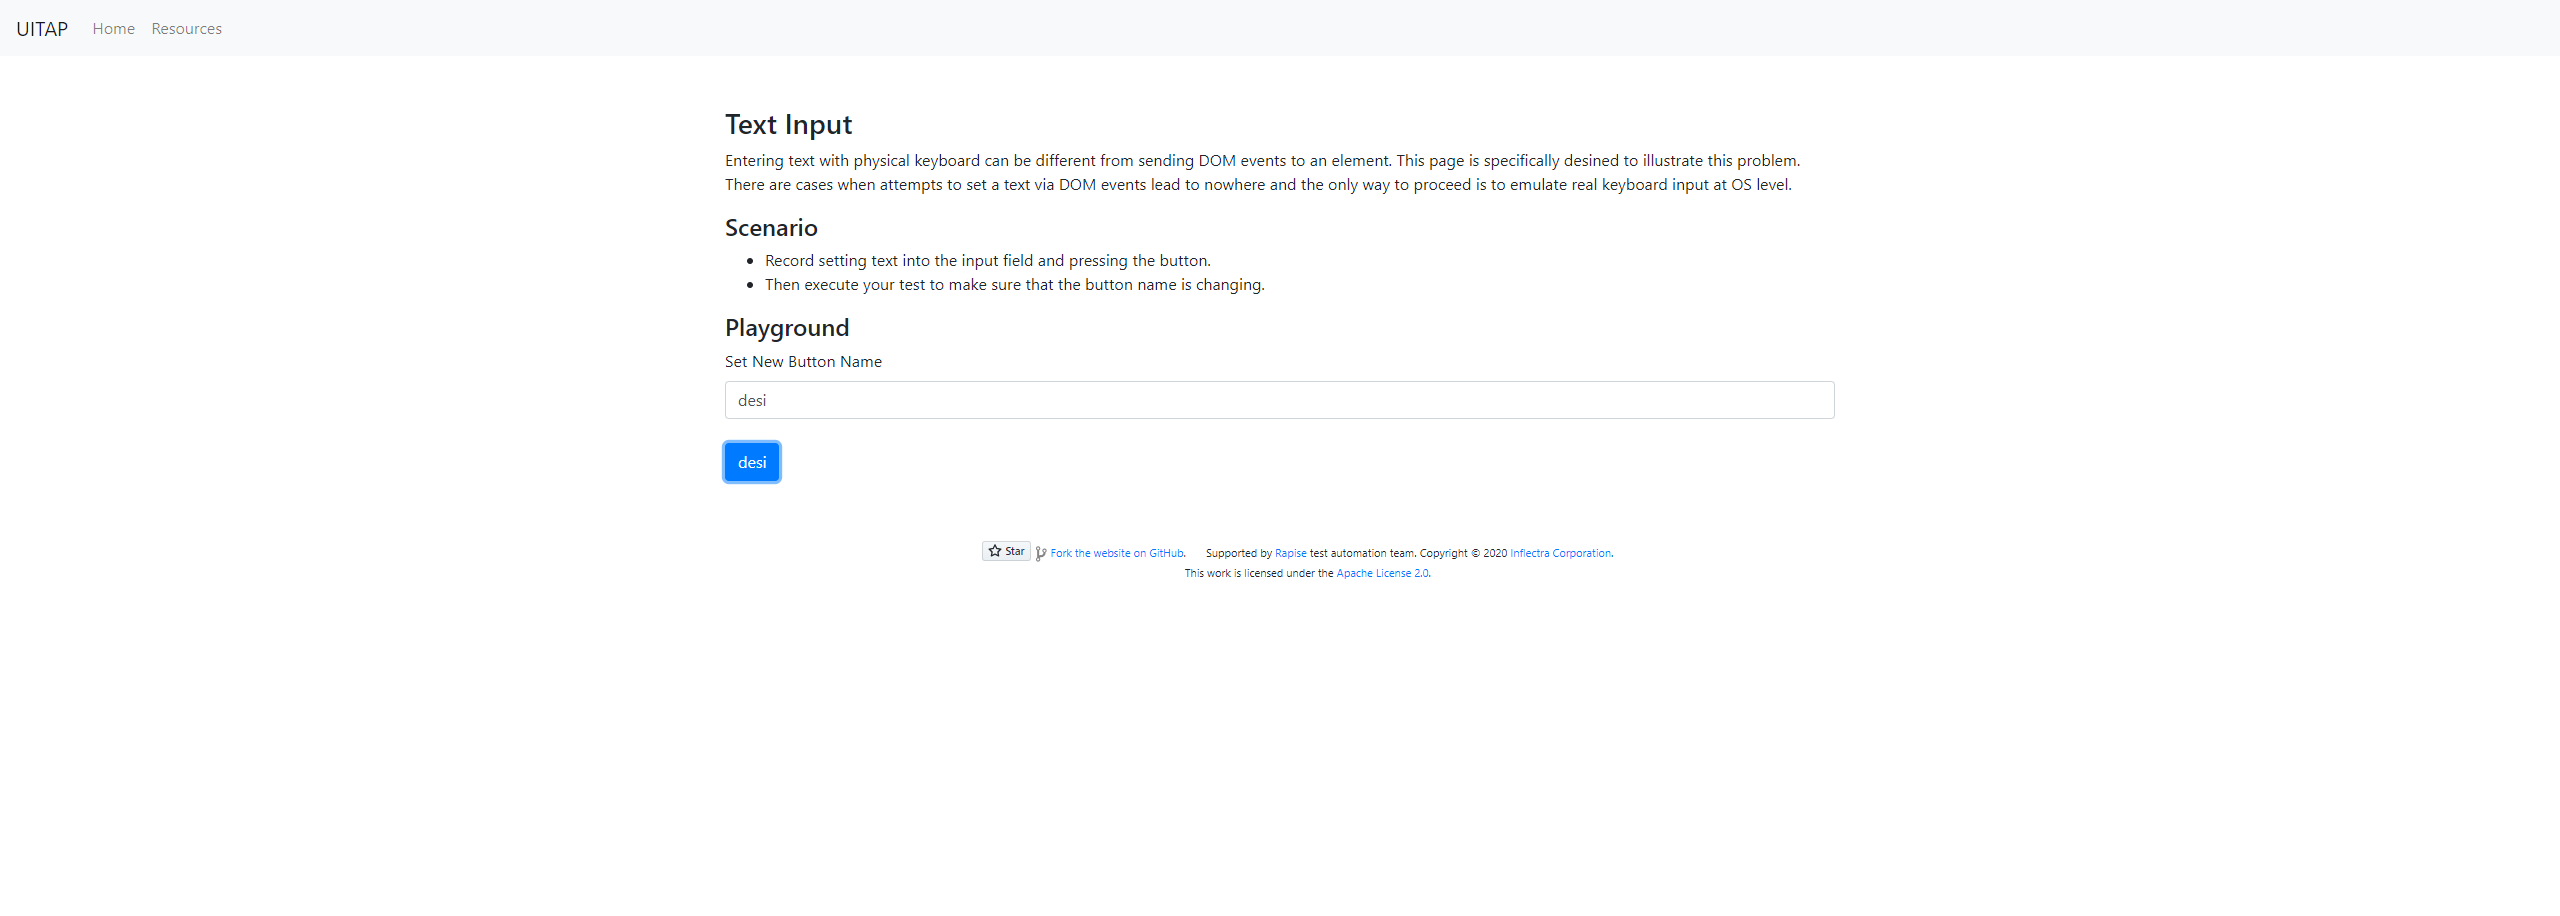 UITAP Home Resources
Text Input
Entering text with physical keyboard can be different from sending DOM events to an element. This page is specifically desined to illustrate this problem.
There are cases when attempts to set a text via DOM events lead to nowhere and the only way to proceed is to emulate real keyboard input at OS level.
Scenario
Record setting text into the input field and pressing the button.
Then execute your test to make sure that the button name is changing.
Playground
Set New Button Name
desi
desi
Star Fork the website on GitHub. Supported by Rapise test automation team. Copyright © 2020 Inflectra Corporation.
This work is licensed under the Apache License 2.0.